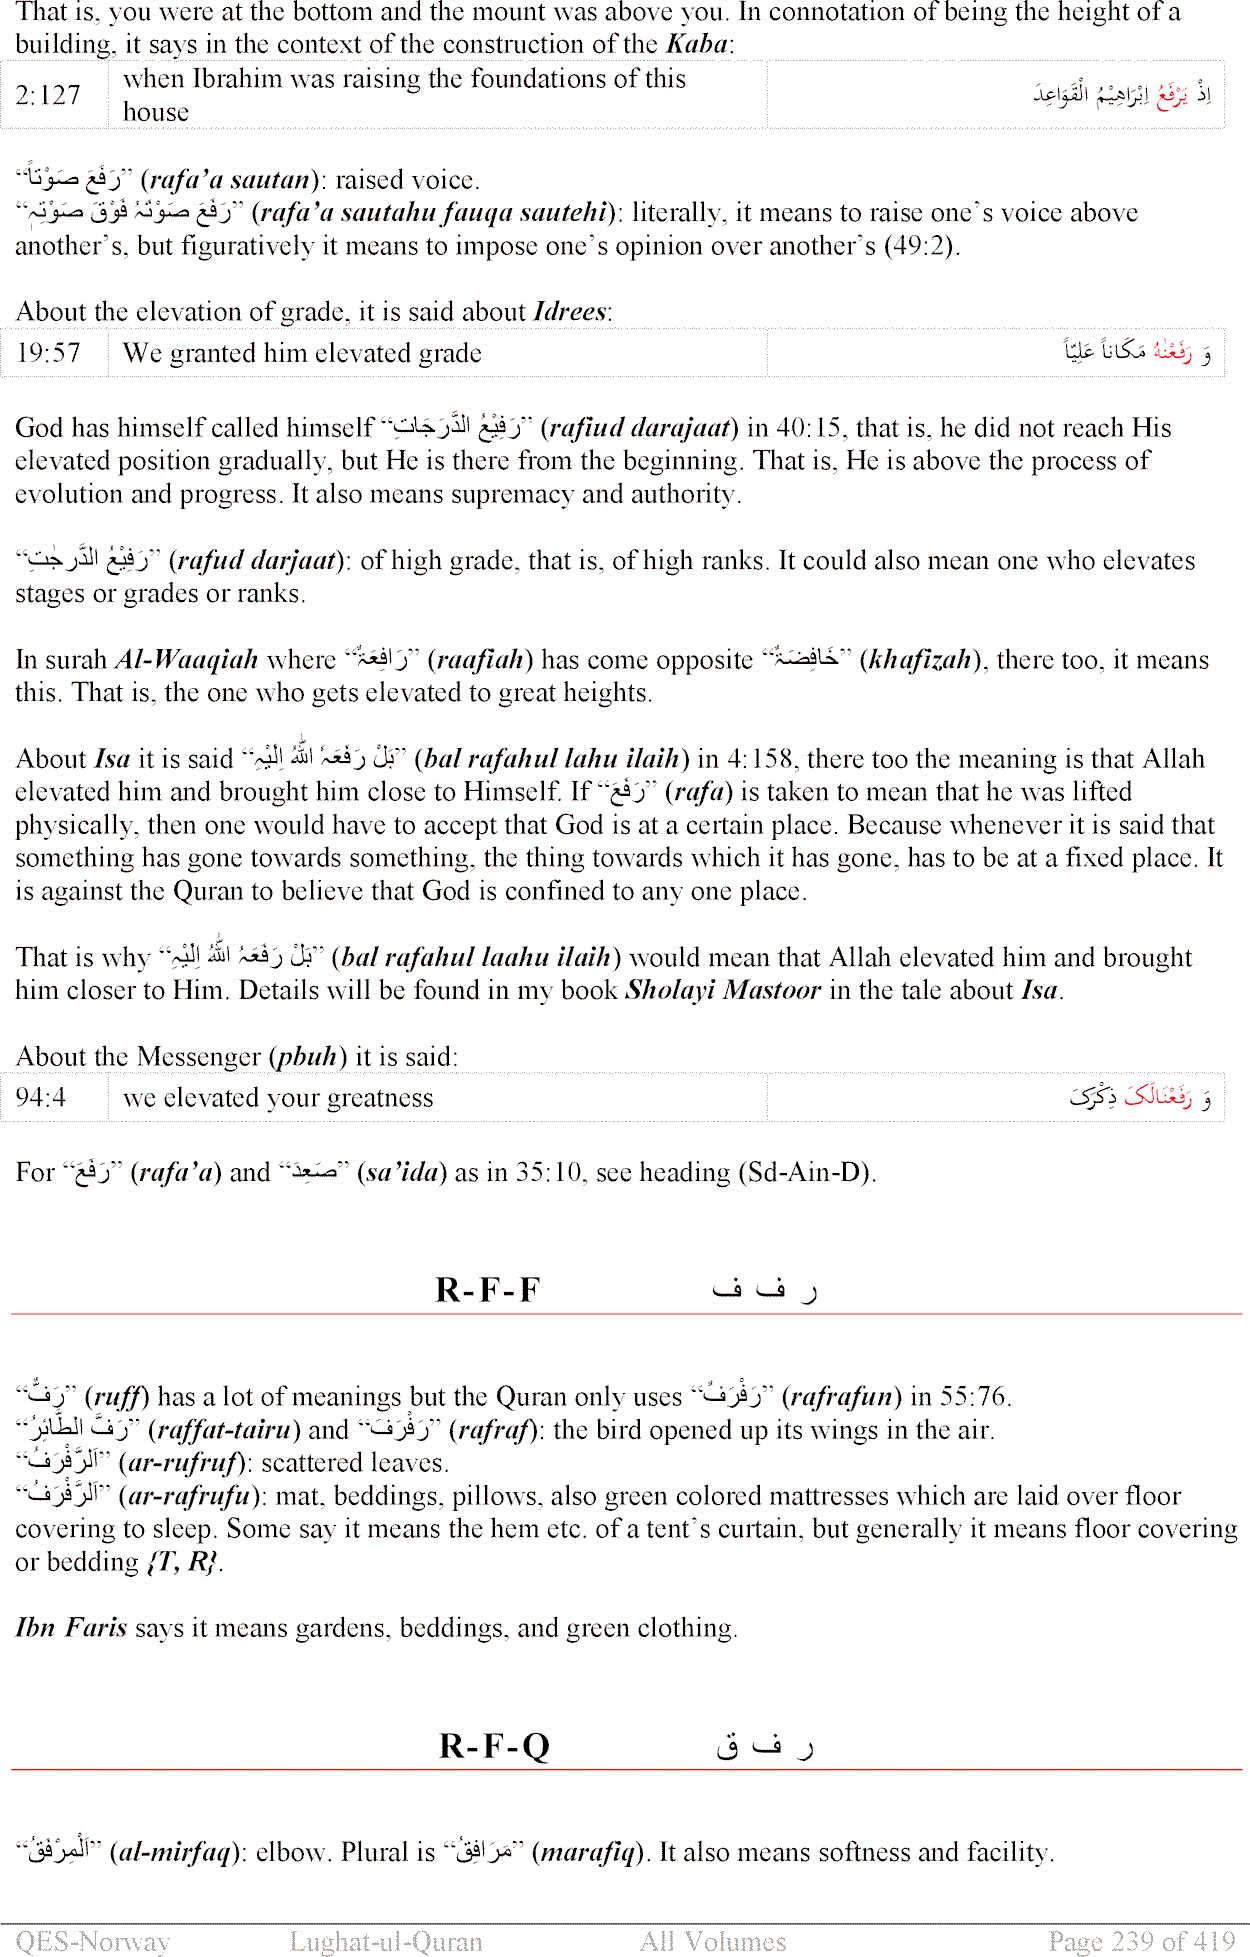 That is, you were at the bottom and the mount was above you. In connotation of being the height of a
building, it says in the context of the construction of the Kaba:
2:127 when Ibrahim was raising the foundations of this house اِذْ يَرْفَعُ اِبْرَاهِيْمُ الْقَوَاعِدَ
“رَفَعَ صَوْتاً” (rafa’a sautan): raised voice.
“رَفَعَ صَوْتَہُ فَوْقَ صَوْتِہٖ” (rafa’a sautahu fauqa sautehi): literally, it means to raise one’s voice above
another’s, but figuratively it means to impose one’s opinion over another’s (49:2).
About the elevation of grade, it is said about Idrees:
19:57 We granted him elevated grade وَ رَفَعْنٰهُ مَكَاناً عَلِيّاً
God has himself called himself “رَفِيْعُ الدَّرَجَاتِ” (rafiud darajaat) in 40:15, that is, he did not reach His
elevated position gradually, but He is there from the beginning. That is, He is above the process of
evolution and progress. It also means supremacy and authority.
“رَفِيْعُ الدَّرجٰتِ” (rafud darjaat): of high grade, that is, of high ranks. It could also mean one who elevates
stages or grades or ranks.
In surah Al-Waaqiah where “رَافِعَۃٌ” (raafiah) has come opposite “خَافِضَۃٌ” (khafizah), there too, it means
this. That is, the one who gets elevated to great heights.
About Isa it is said “بَلْ رَفَعَہُ اللّٰہُ اِلَيْہِ” (bal rafahul lahu ilaih) in 4:158, there too the meaning is that Allah
elevated him and brought him close to Himself. If “رَفَعَ” (rafa) is taken to mean that he was lifted
physically, then one would have to accept that God is at a certain place. Because whenever it is said that
something has gone towards something, the thing towards which it has gone, has to be at a fixed place. It
is against the Quran to believe that God is confined to any one place.
That is why “بَلْ رَفَعَہُ اللّٰہُ اِلَيْہِ” (bal rafahul laahu ilaih) would mean that Allah elevated him and brought
him closer to Him. Details will be found in my book Sholayi Mastoor in the tale about Isa.
About the Messenger (pbuh) it is said:
94:4 we elevated your greatness وَ رَفَعْنَالَکَ ذِكْرَکَ
For “رَفَعَ” (rafa’a) and “صَعِدَ” (sa’ida) as in 35:10, see heading (Sd-Ain-D).
R-F-F ر ف ف
“رَفٌّ” (ruff) has a lot of meanings but the Quran only uses “رَفْرَفٌ” (rafrafun) in 55:76.
“رَفَّ الطَّائِرُ” (raffat-tairu) and “رَفْرَفَ” (rafraf): the bird opened up its wings in the air.
“اَلرَّفْرَفُ” (ar-rufruf): scattered leaves.
“اَلرَّفْرَفُ” (ar-rafrufu): mat, beddings, pillows, also green colored mattresses which are laid over floor
covering to sleep. Some say it means the hem etc. of a tent’s curtain, but generally it means floor covering
or bedding {T, R}.
Ibn Faris says it means gardens, beddings, and green clothing.
R-F-Q ر ف ق
“اَلْمِرْفَقُ” (al-mirfaq): elbow. Plural is “مَرَافِقُ” (marafiq). It also means softness and facility.
QES-Norway Lughat-ul-Quran All Volumes Page 239 of 419